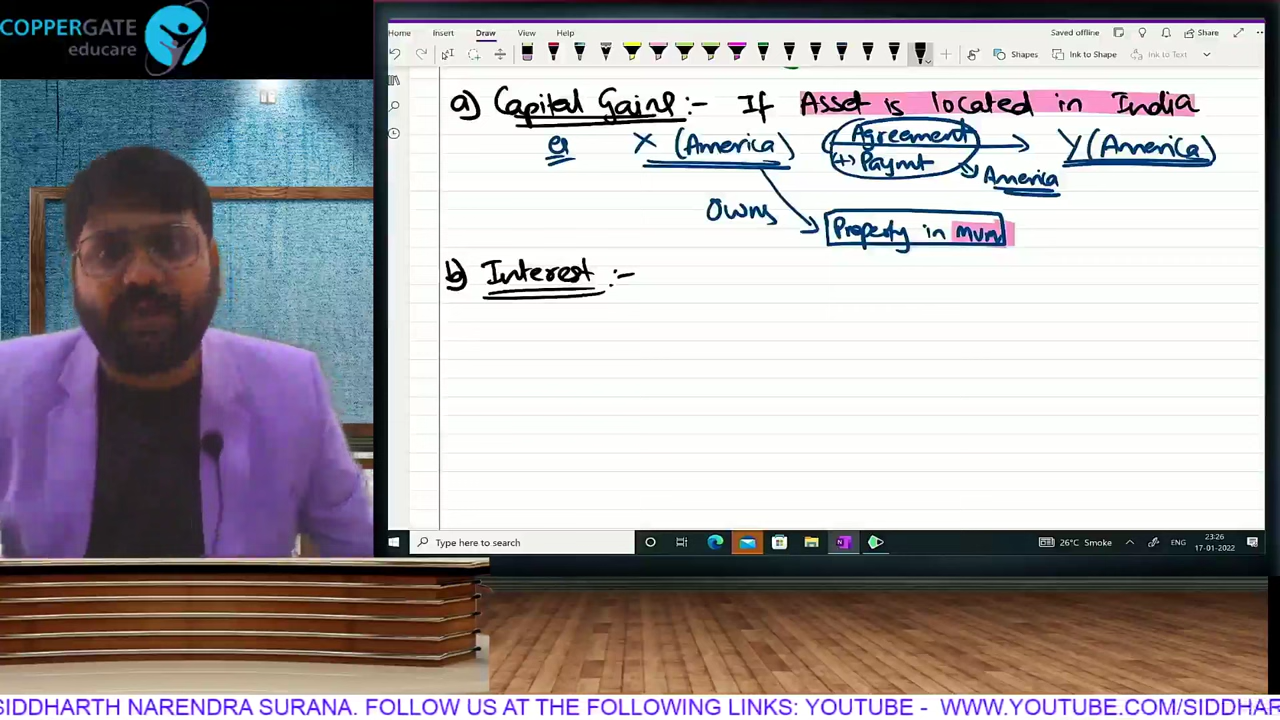 COPPERGATE
educare
Home Insert Draw View Help
Saved offline
Share
Shapes
Ink to Shape
Ink to Text
a) Capital Gains :- If Asset is located in India
eg X (America) Agreement Y (America)
(+) Paymt America
Owns
Property in Mum
b) Interest :-
Type here to search
26°C Smoke
ENG
23:26
17-01-2022
SIDDHARTH NARENDRA SURANA. FOLLOW US AT THE FOLLOWING LINKS: YOUTUBE - WWW.YOUTUBE.COM/SIDDHAR